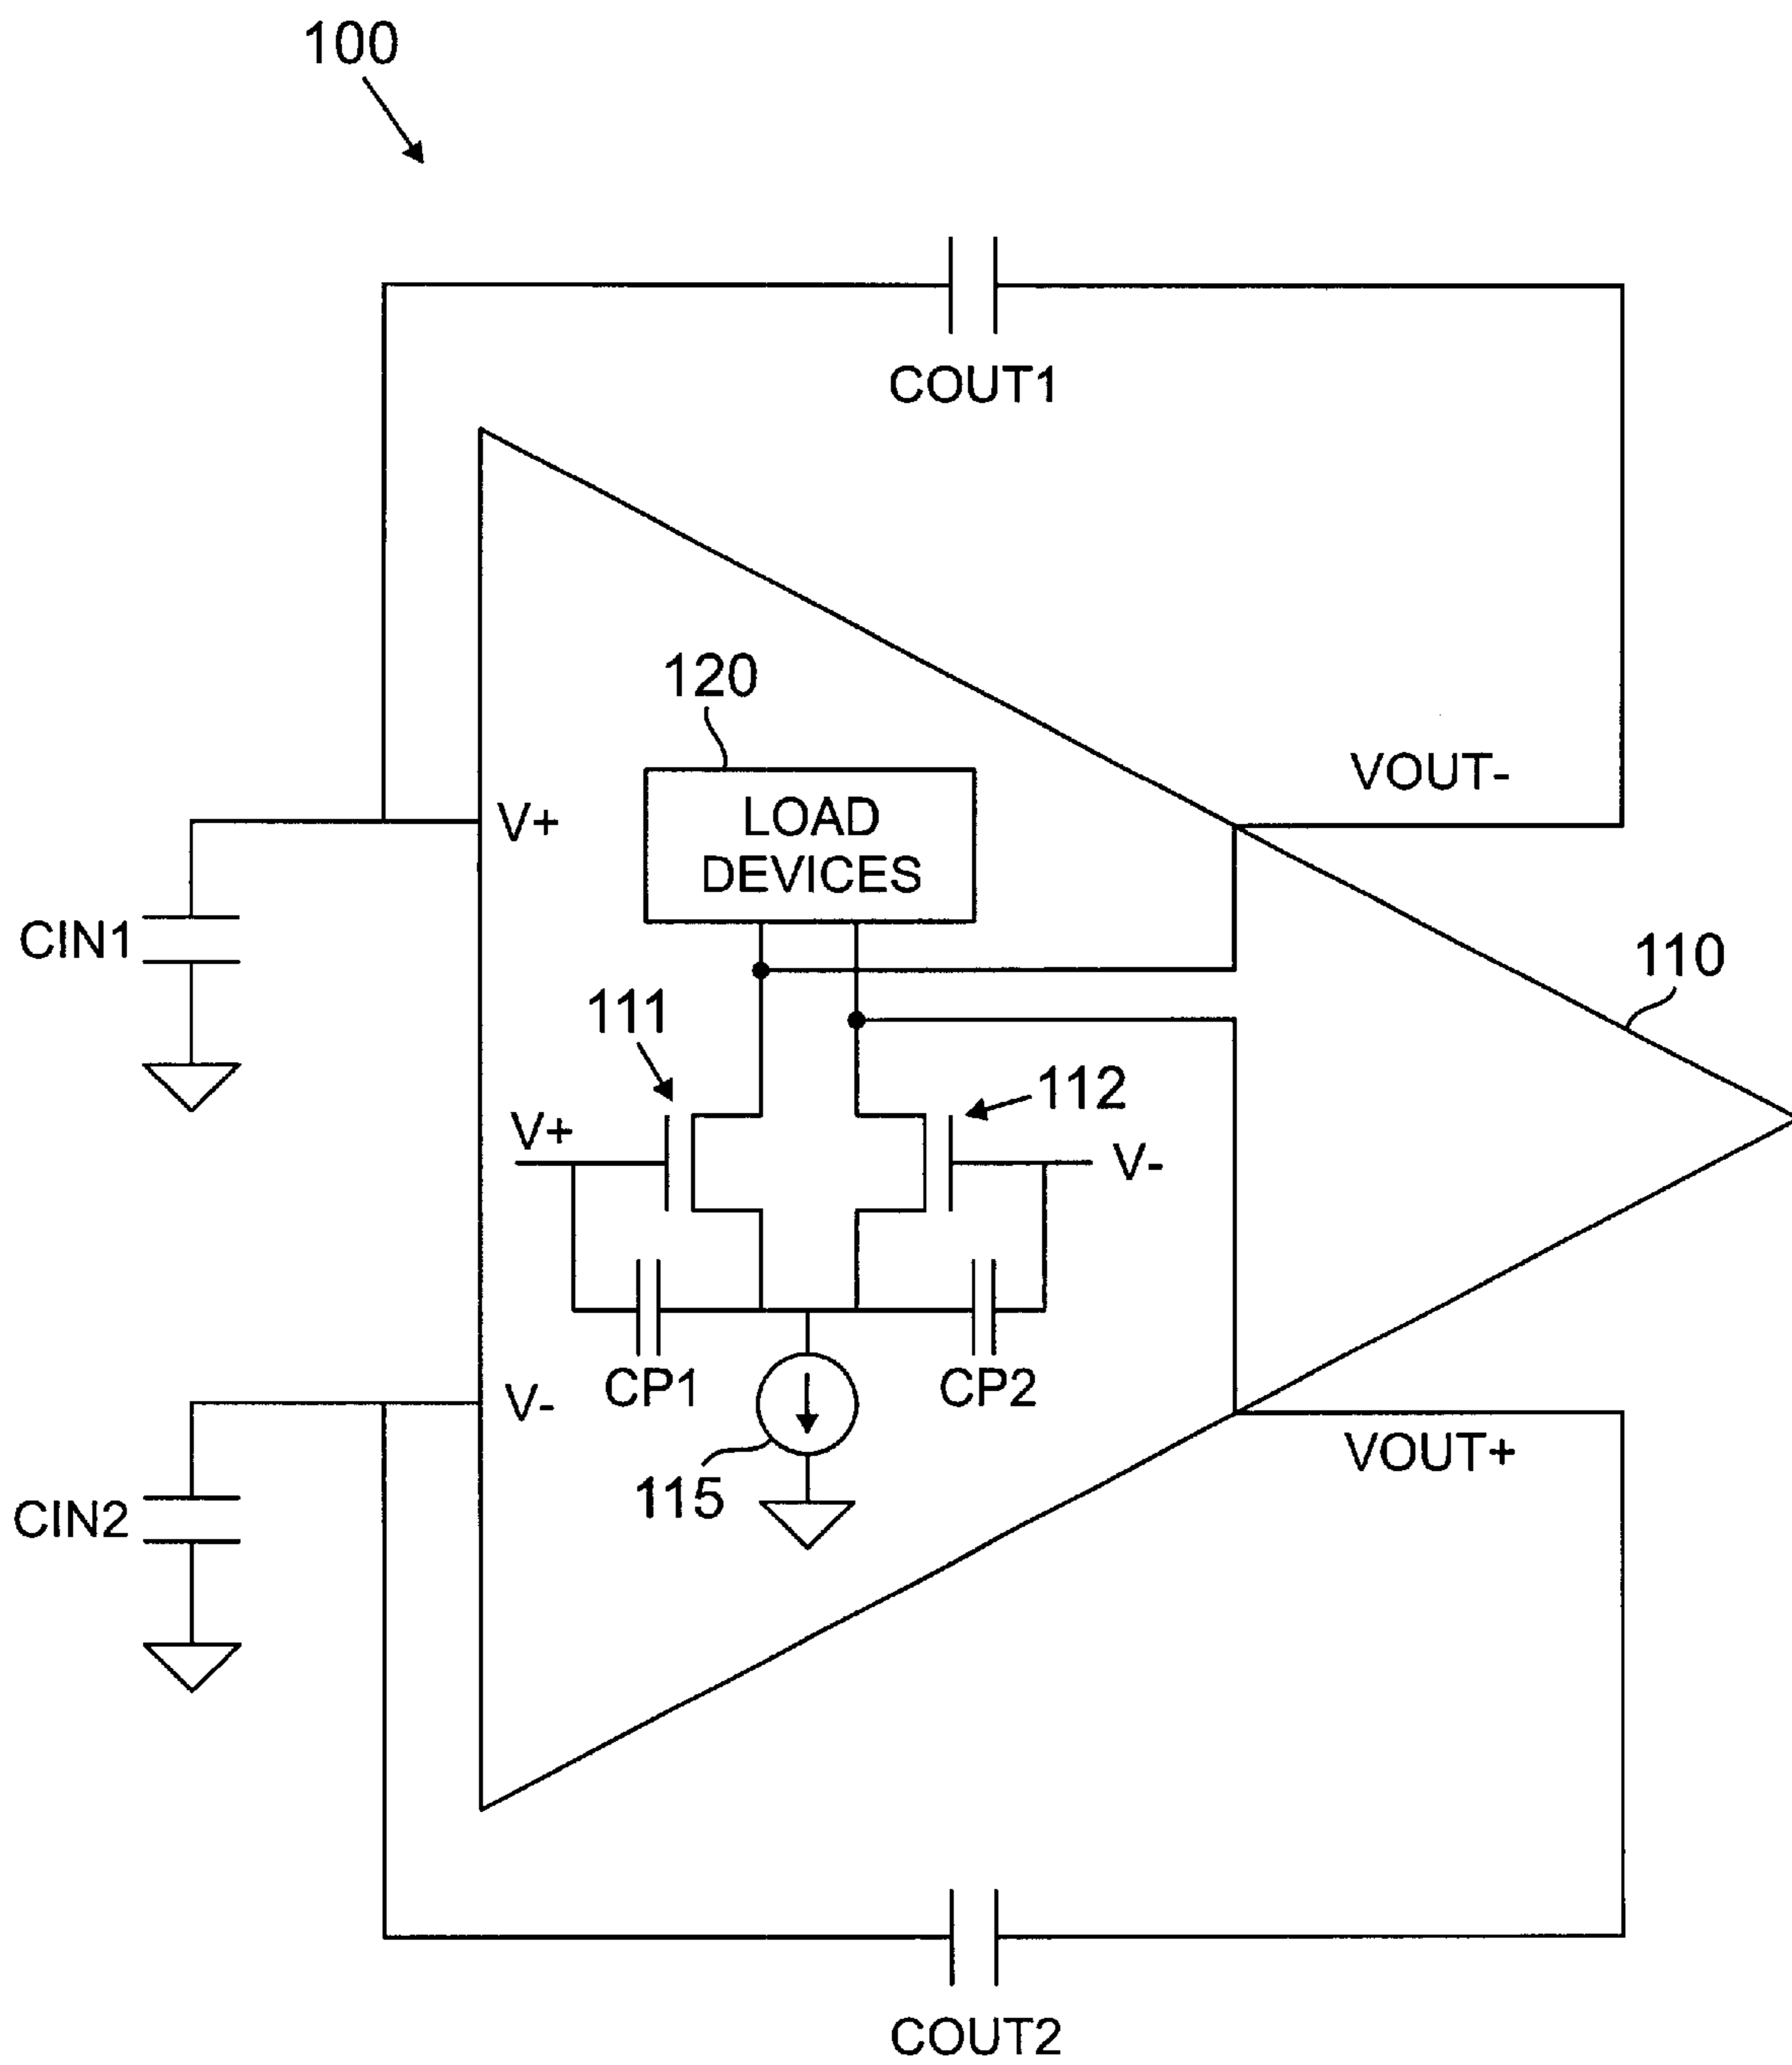 100
COUT1
120
VOUT-
V+
LOAD
DEVICES
CIN1
110
111
112
V+
V-
CP1
CP2
V-
VOUT+
115
CIN2
COUT2